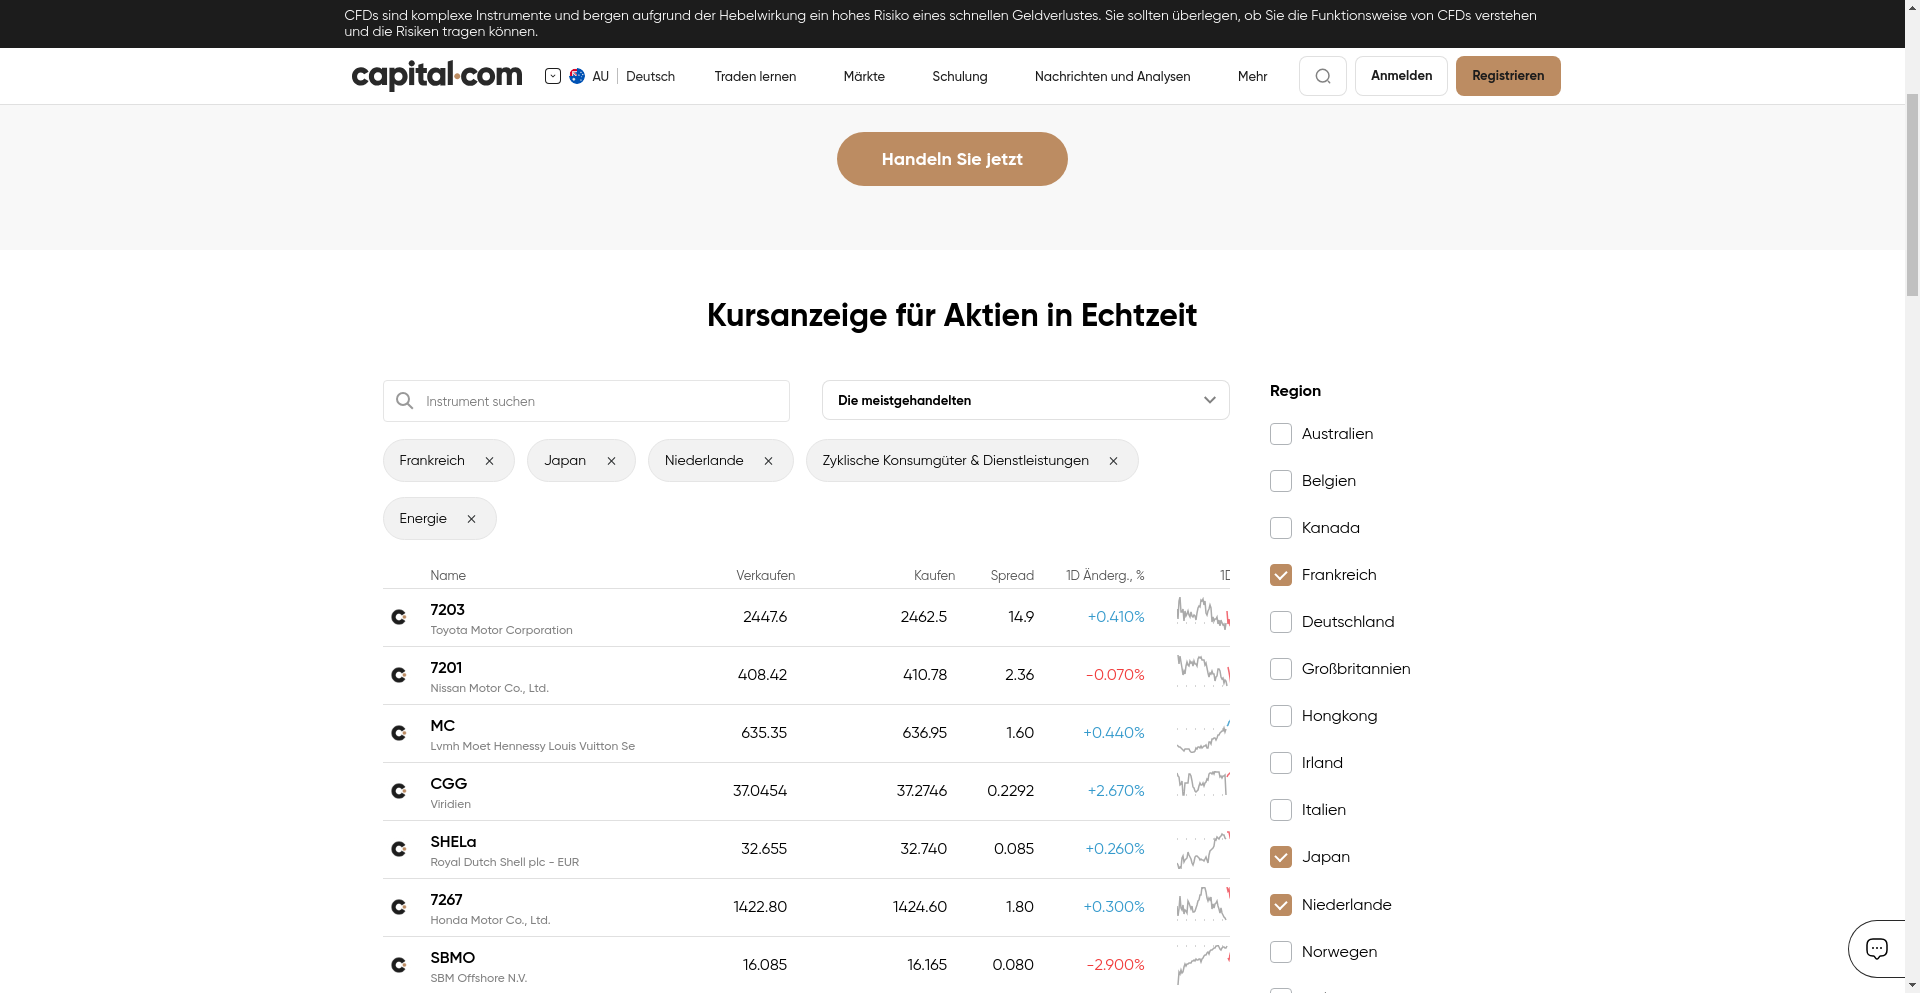 CFDs sind komplexe Instrumente und bergen aufgrund der Hebelwirkung ein hohes Risiko eines schnellen Geldverlustes. Sie sollten überlegen, ob Sie die Funktionsweise von CFDs verstehen
und die Risiken tragen können.
capital.com AU Deutsch Traden lernen Märkte Schulung Nachrichten und Analysen Mehr Anmelden Registrieren
Handeln Sie jetzt
Kursanzeige für Aktien in Echtzeit
Instrument suchen
Die meistgehandelten
Frankreich × Japan × Niederlande × Zyklische Konsumgüter & Dienstleistungen ×
Energie ×
Name Verkaufen Kaufen Spread 1D Änderg., % 1D
7203 2447.6 2462.5 14.9 +0.410%
Toyota Motor Corporation
7201 408.42 410.78 2.36 -0.070%
Nissan Motor Co., Ltd.
MC 635.35 636.95 1.60 +0.440%
Lvmh Moet Hennessy Louis Vuitton Se
CGG 37.0454 37.2746 0.2292 +2.670%
Viridien
SHELa 32.655 32.740 0.085 +0.260%
Royal Dutch Shell plc - EUR
7267 1422.80 1424.60 1.80 +0.300%
Honda Motor Co., Ltd.
SBMO 16.085 16.165 0.080 -2.900%
SBM Offshore N.V.
Region
Australien
Belgien
Kanada
Frankreich
Deutschland
Großbritannien
Hongkong
Irland
Italien
Japan
Niederlande
Norwegen